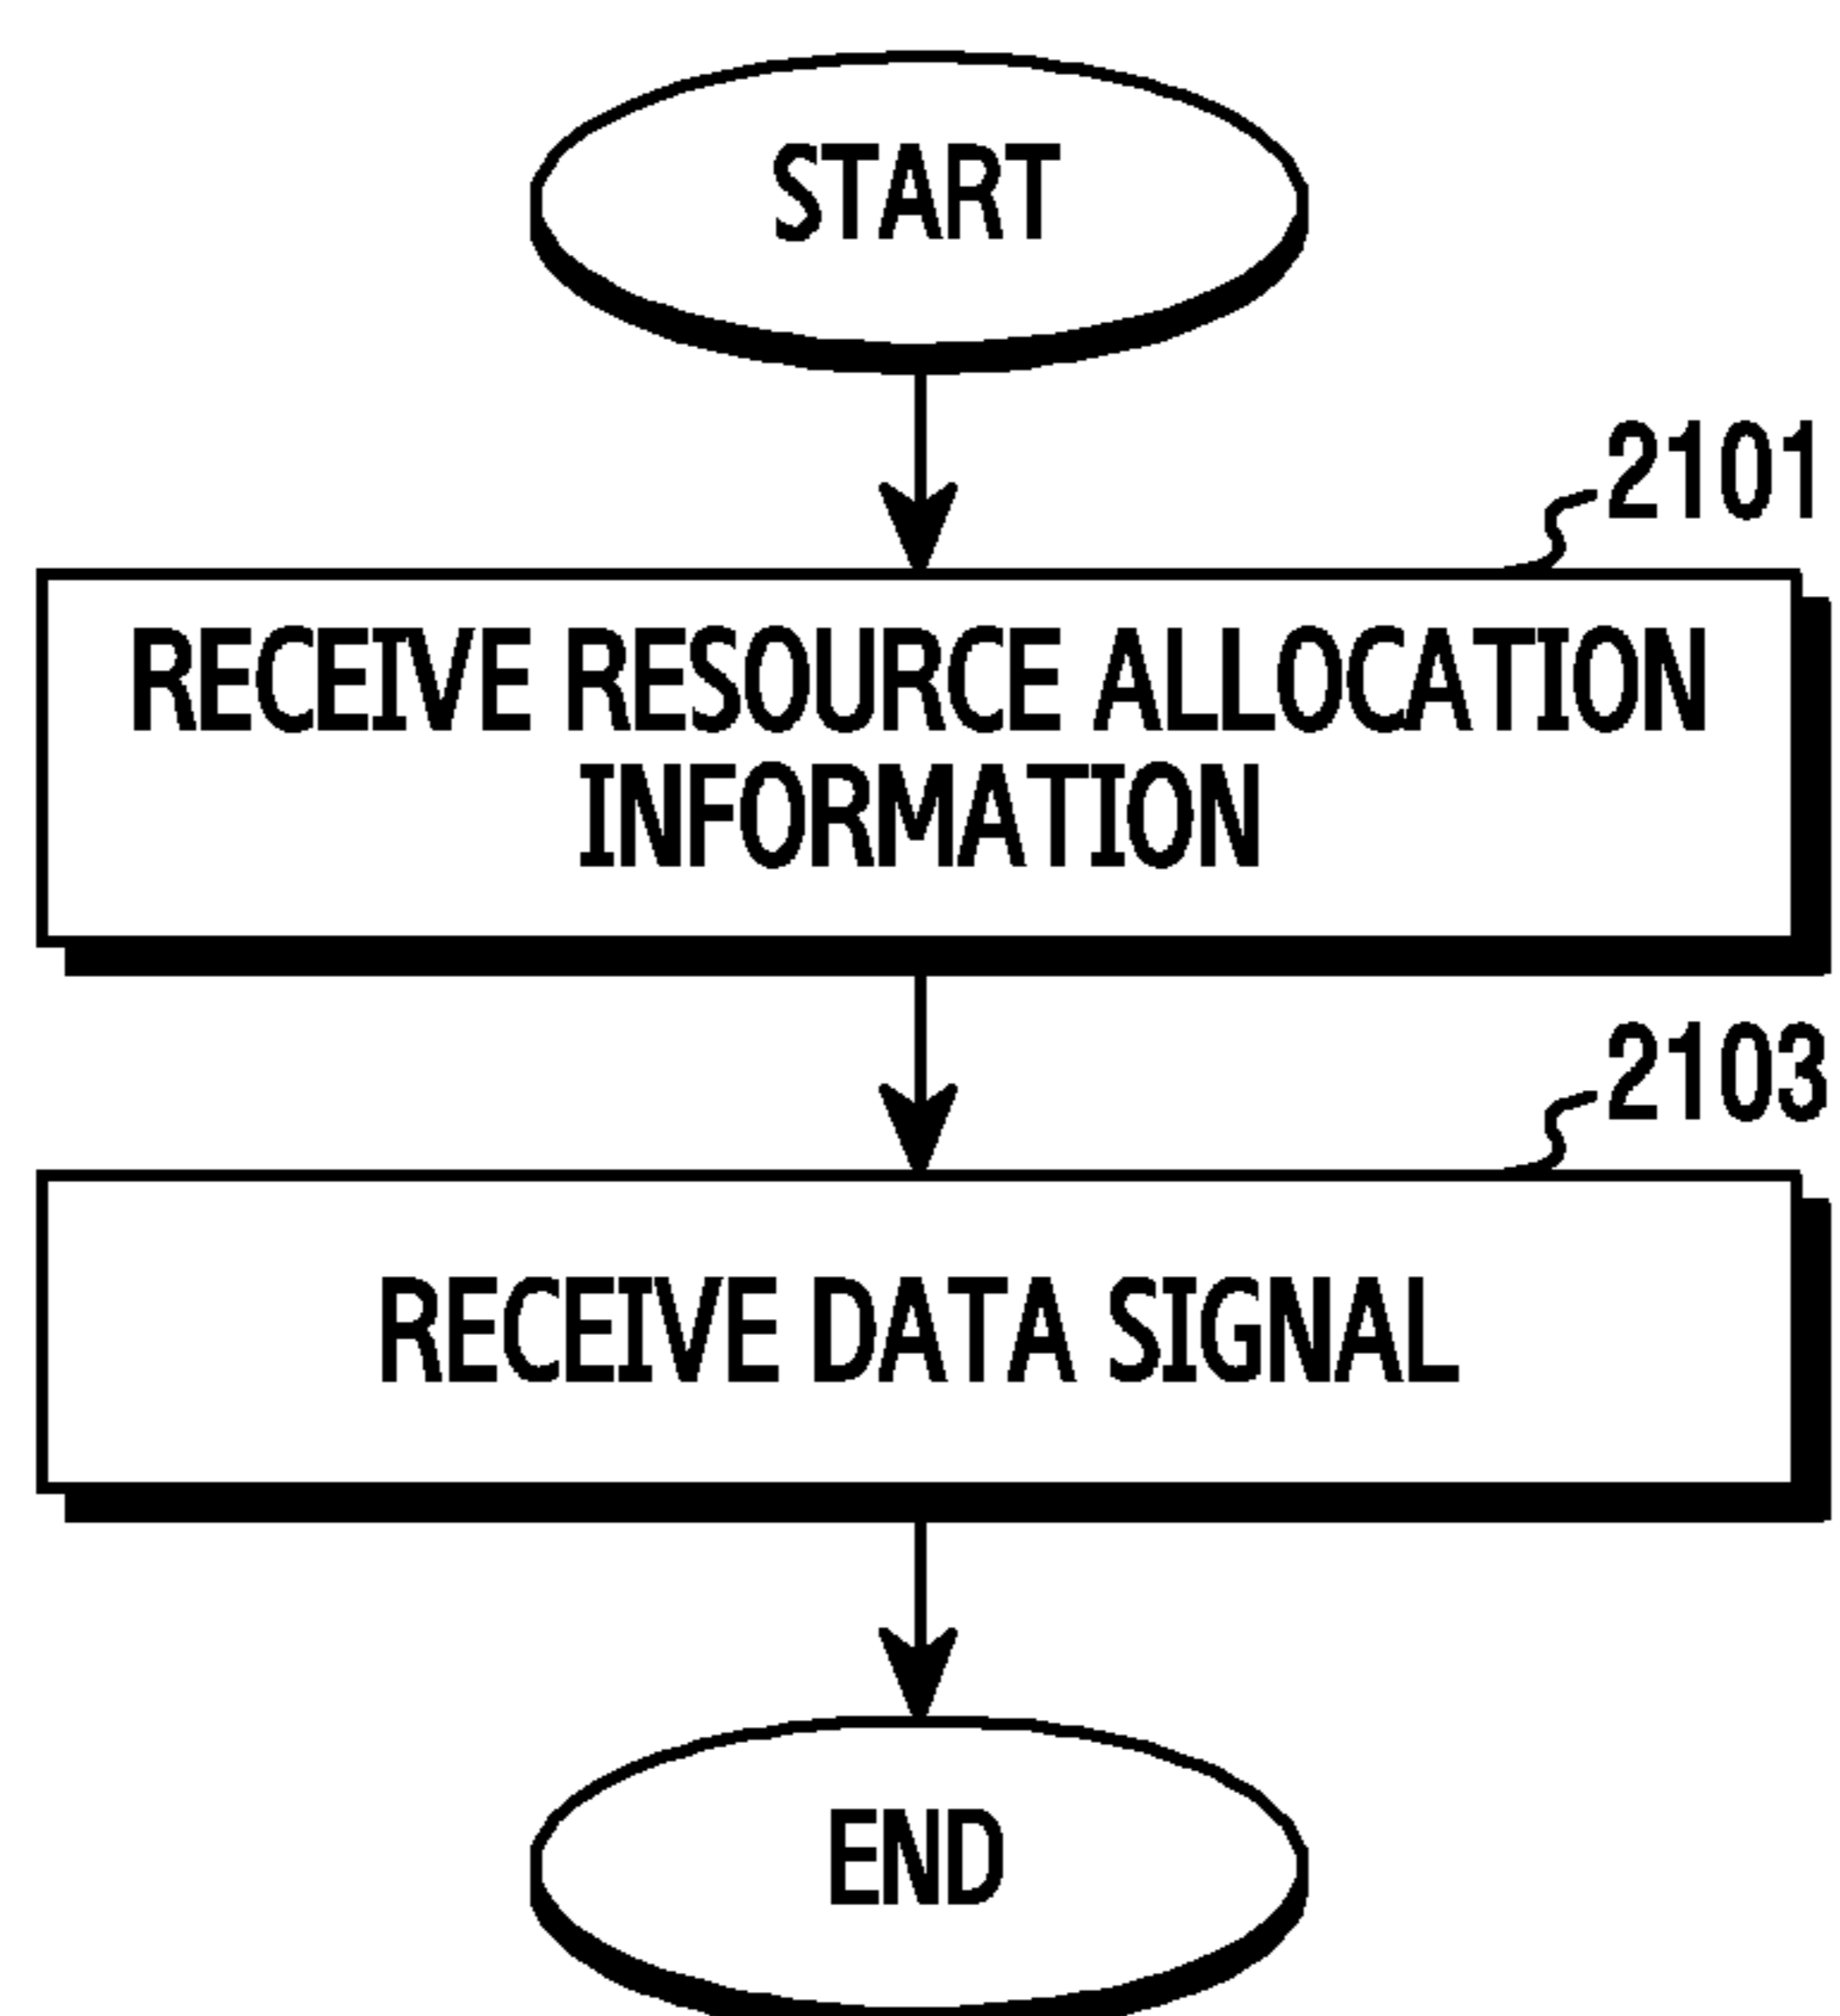 START
2101
RECEIVE RESOURCE ALLOCATION
INFORMATION
2103
RECEIVE DATA SIGNAL
END